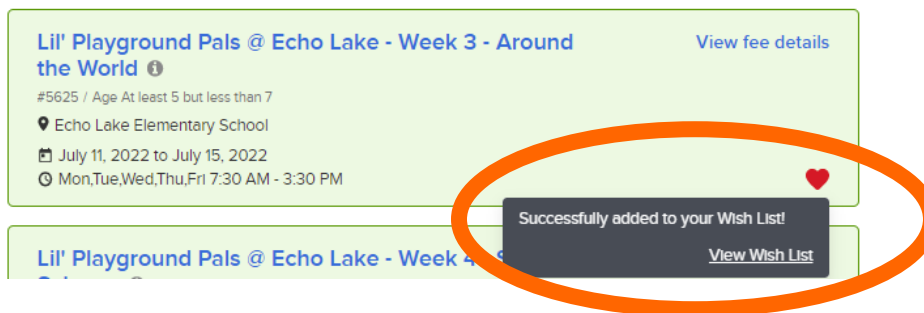 Lil' Playground Pals @ Echo Lake - Week 3 - Around
the World
View fee details
#5625 / Age At least 5 but less than 7
Echo Lake Elementary School
July 11, 2022 to July 15, 2022
Mon,Tue,Wed,Thu,Fri 7:30 AM - 3:30 PM
Successfully added to your Wish List!
View Wish List
Lil' Playground Pals @ Echo Lake - Week 4 - S